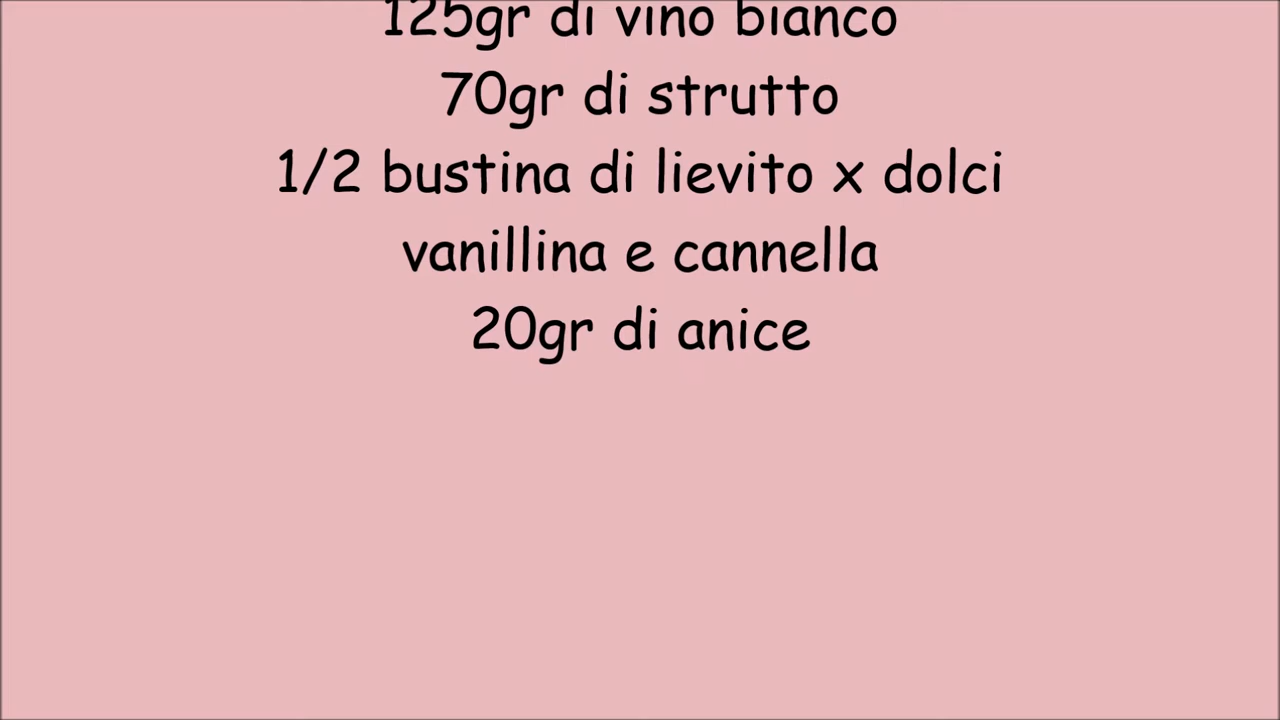 125gr di vino bianco
70gr di strutto
1/2 bustina di lievito x dolci
vanillina e cannella
20gr di anice